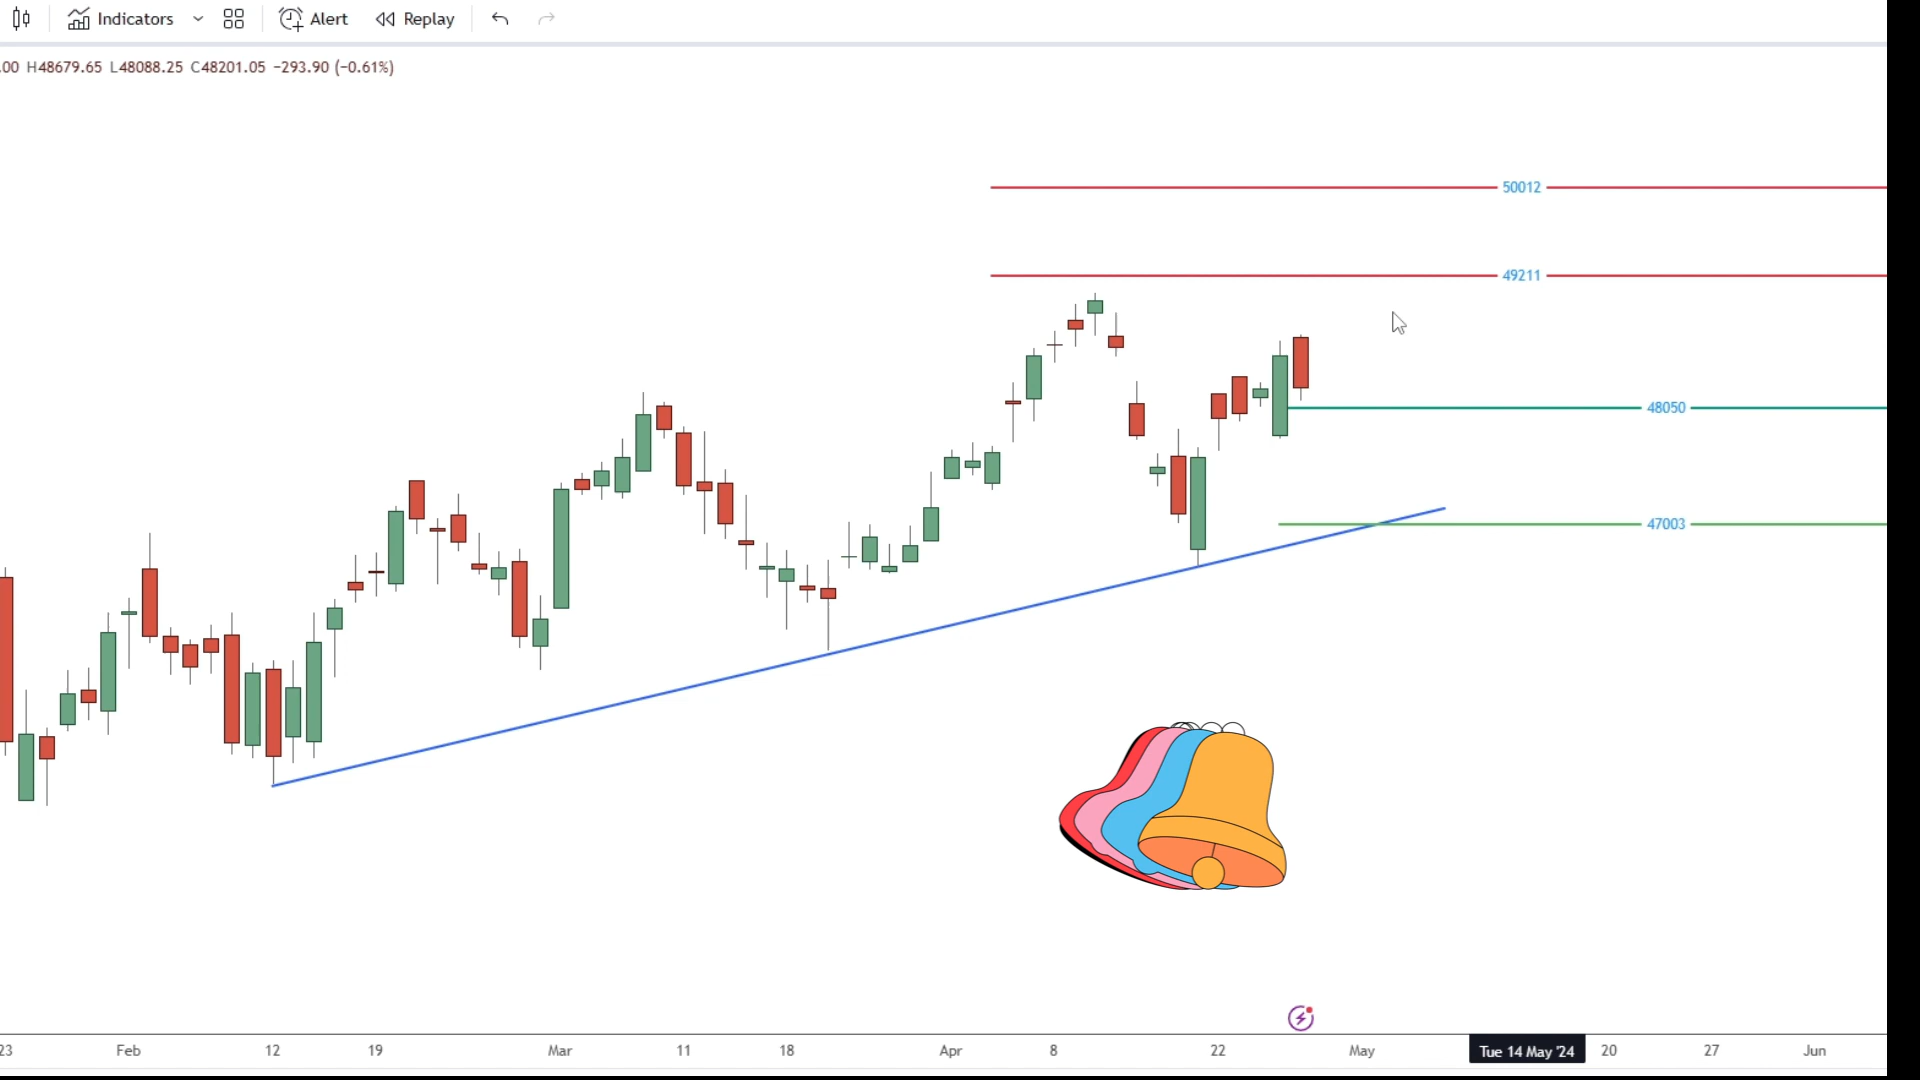 Indicators Alert Replay
.00 H48679.65 L48088.25 C48201.05 −293.90 (−0.61%)
50012
49211
48050
47003
23 Feb 12 19 Mar 11 18 Apr 8 22 May Tue 14 May '24 20 27 Jun